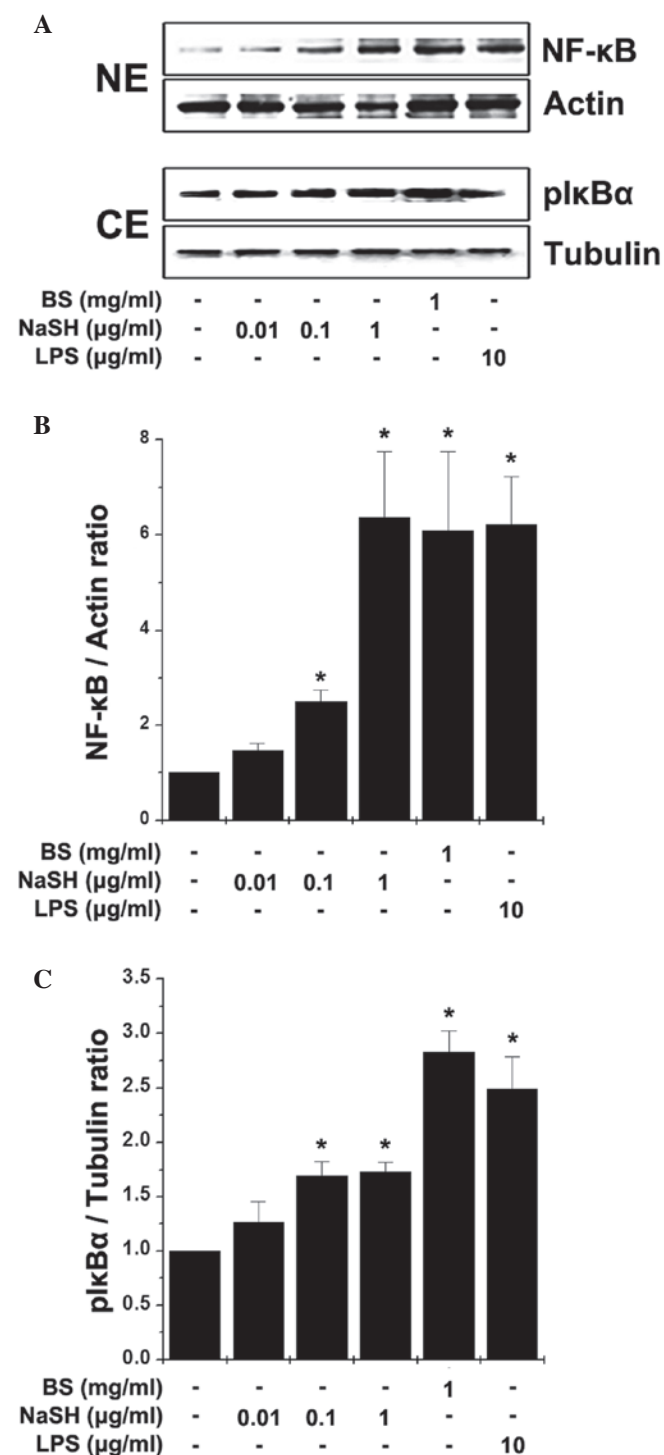 A
NE
NF-κB
Actin
CE
pIκBα
Tubulin
BS (mg/ml) - - - - 1 -
NaSH (µg/ml) - 0.01 0.1 1 - -
LPS (µg/ml) - - - - - 10
B
NF-κB / Actin ratio
8
6
4
2
0
* * * *
BS (mg/ml) - - - - 1 -
NaSH (µg/ml) - 0.01 0.1 1 - -
LPS (µg/ml) - - - - - 10
C
pIκBα / Tubulin ratio
3.5
3.0
2.5
2.0
1.5
1.0
0.5
0.0
* * * *
BS (mg/ml) - - - - 1 -
NaSH (µg/ml) - 0.01 0.1 1 - -
LPS (µg/ml) - - - - - 10